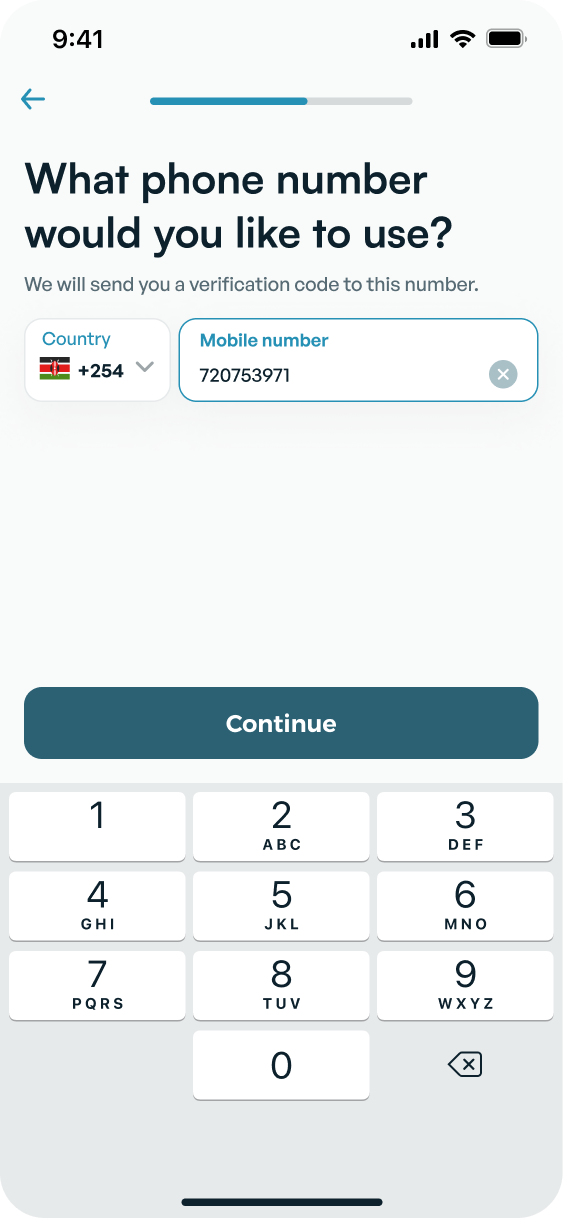 9:41
What phone number
would you like to use?
We will send you a verification code to this number.
Country
+254
Mobile number
720753971
Continue
1
2
ABC
3
DEF
4
GHI
5
JKL
6
MNO
7
PQRS
8
TUV
9
WXYZ
0